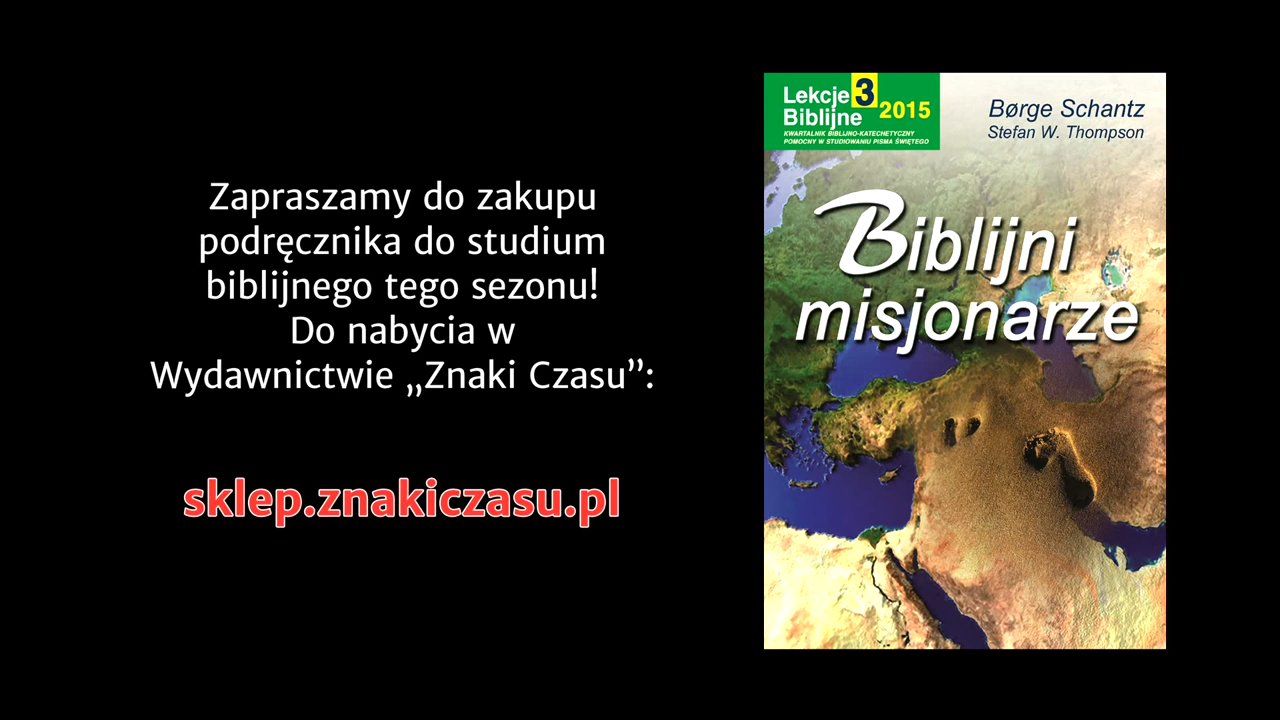 Zapraszamy do zakupu
podręcznika do studium
biblijnego tego sezonu!
Do nabycia w
Wydawnictwie „Znaki Czasu”:
sklep.znakiczasu.pl
Lekcje 3 2015
Biblijne
KWARTALNIK BIBLIJNO-KATECHETYCZNY
POMOCNY W STUDIOWANIU PISMA ŚWIĘTEGO
Børge Schantz
Stefan W. Thompson
Biblijni
misjonarze